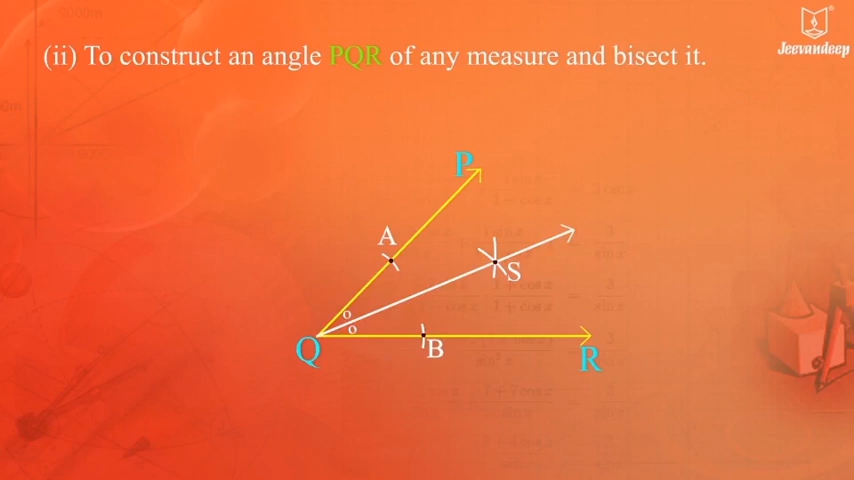 Jeevandeep
(ii) To construct an angle PQR of any measure and bisect it.
P
A
S
Q
B
R